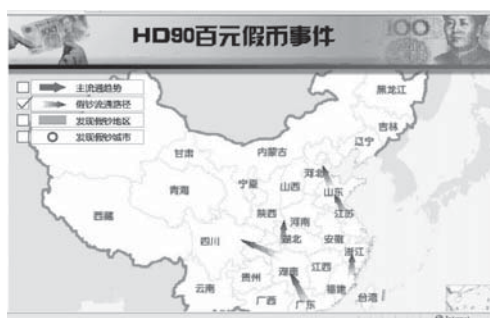 HD90百元假币事件
100
主流通趋势
假钞流通路径
发现假钞地区
发现假钞城市
黑龙江
吉林
辽宁
内蒙古
甘肃
河北
宁夏
山西
山东
青海
陕西
河南
江苏
西藏
四川
湖北
安徽
浙江
湖南
江西
贵州
福建
云南
广西
广东
台湾